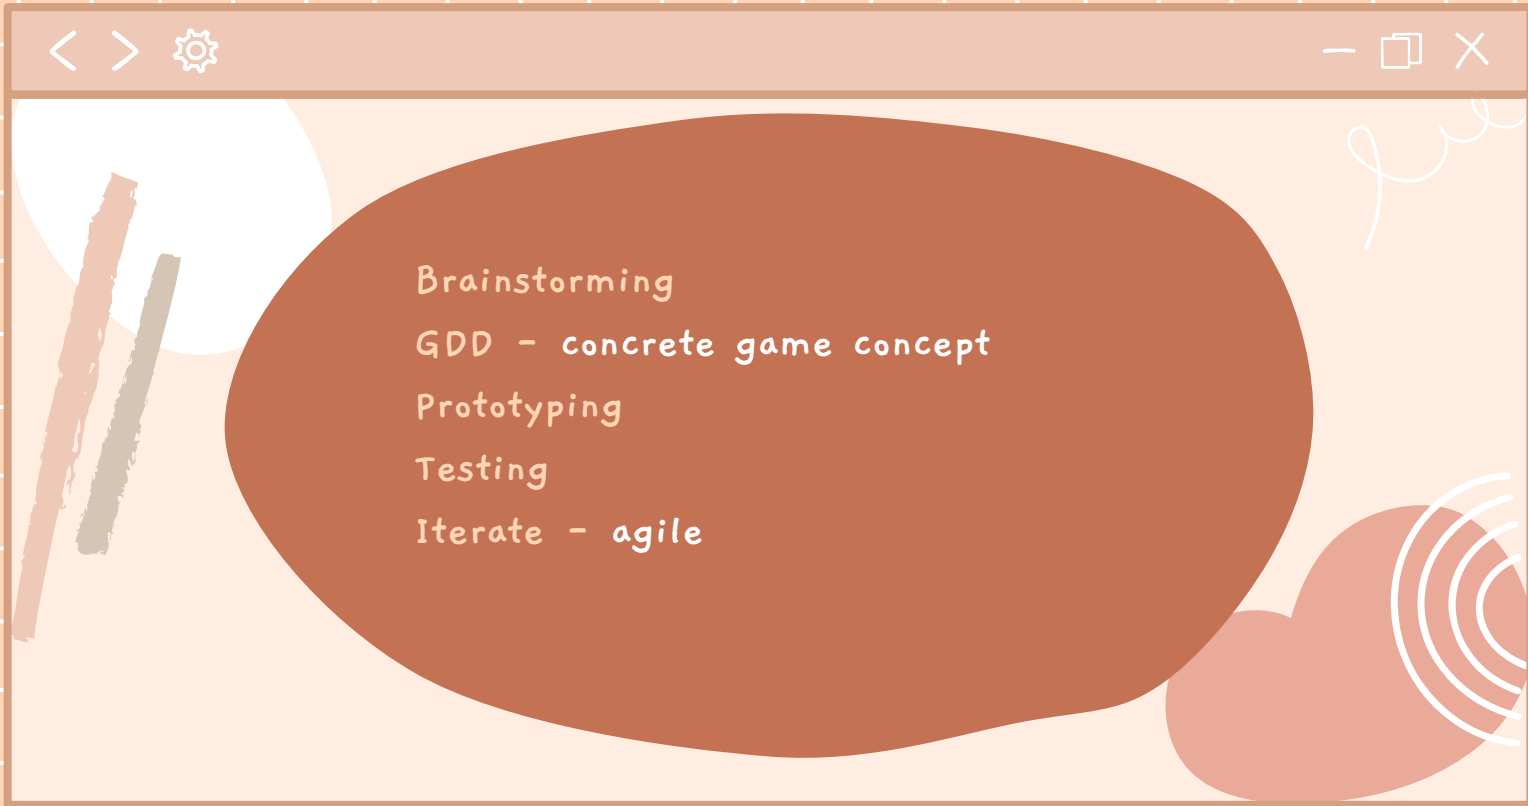 Brainstorming
GDD - concrete game concept
Prototyping
Testing
Iterate - agile